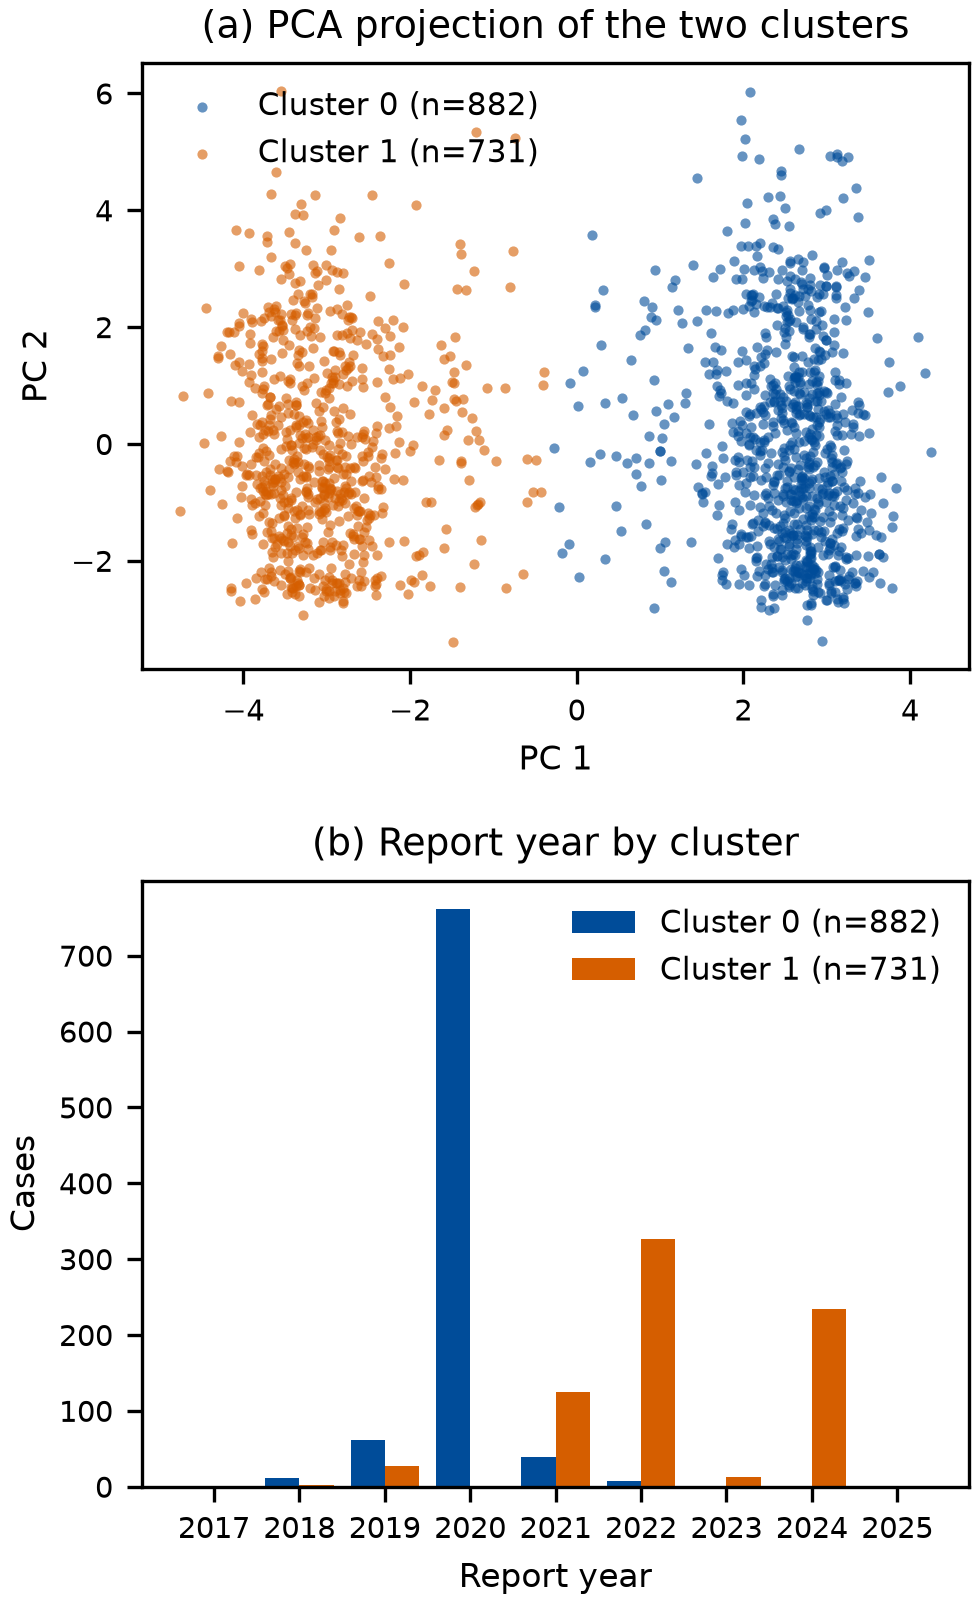 (a) PCA projection of the two clusters
Cluster 0 (n=882)
Cluster 1 (n=731)
6
4
2
0
−2
PC 2
−4 −2 0 2 4
PC 1
(b) Report year by cluster
Cluster 0 (n=882)
Cluster 1 (n=731)
700
600
500
400
300
200
100
0
Cases
2017 2018 2019 2020 2021 2022 2023 2024 2025
Report year